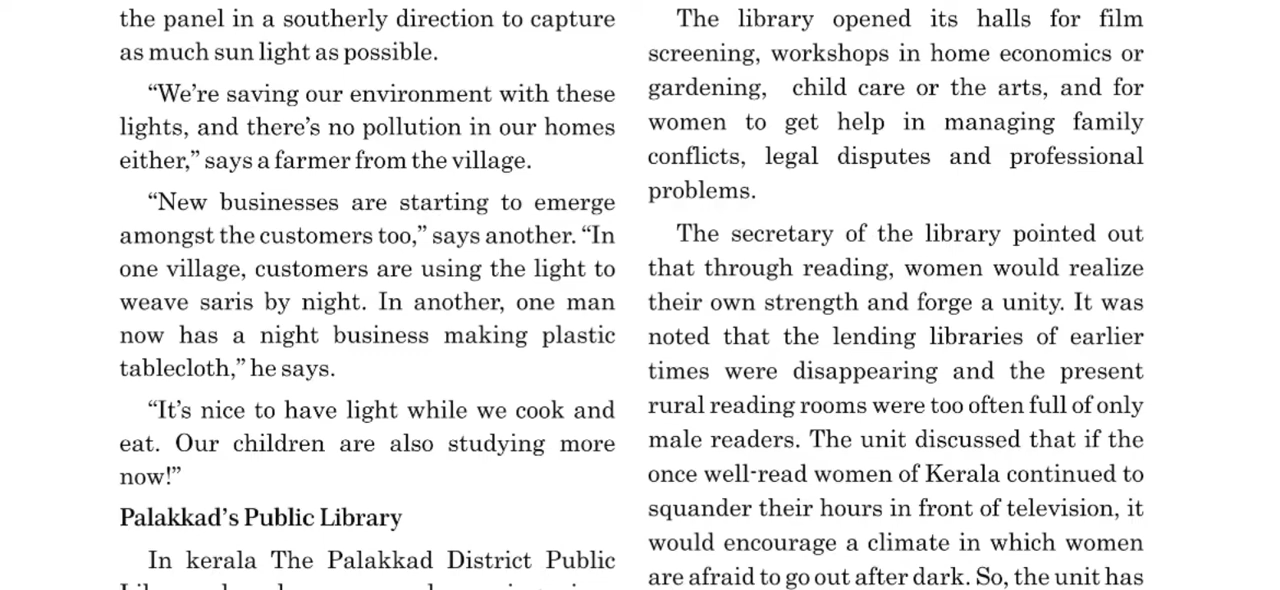 the panel in a southerly direction to capture
as much sun light as possible.
“We’re saving our environment with these
lights, and there’s no pollution in our homes
either,” says a farmer from the village.
“New businesses are starting to emerge
amongst the customers too,” says another. “In
one village, customers are using the light to
weave saris by night. In another, one man
now has a night business making plastic
tablecloth,” he says.
“It’s nice to have light while we cook and
eat. Our children are also studying more
now!”
Palakkad’s Public Library
In kerala The Palakkad District Public
The library opened its halls for film
screening, workshops in home economics or
gardening, child care or the arts, and for
women to get help in managing family
conflicts, legal disputes and professional
problems.
The secretary of the library pointed out
that through reading, women would realize
their own strength and forge a unity. It was
noted that the lending libraries of earlier
times were disappearing and the present
rural reading rooms were too often full of only
male readers. The unit discussed that if the
once well-read women of Kerala continued to
squander their hours in front of television, it
would encourage a climate in which women
are afraid to go out after dark. So, the unit has